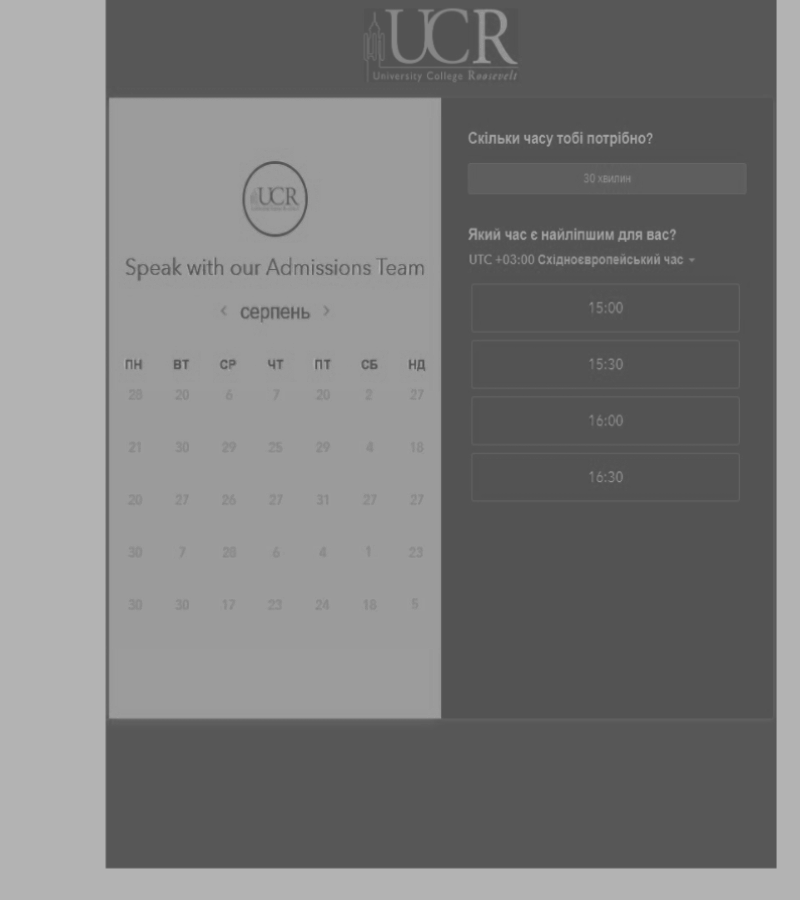 UCR
University College Roosevelt
UCR
Speak with our Admissions Team
серпень
ПН ВТ СР ЧТ ПТ СБ НД
28 20 6 7 20 2 27
21 30 29 25 29 4 18
20 27 26 27 31 27 27
30 7 28 6 4 1 23
30 30 17 23 24 18 5
Скільки часу тобі потрібно?
30 хвилин
Який час є найліпшим для вас?
UTC +03:00 Східноєвропейський час
15:00
15:30
16:00
16:30